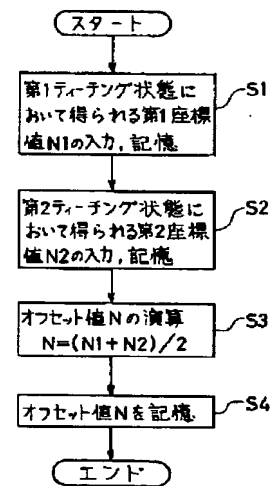 スタート
第1ティーチング状態に
おいて得られる第1座標
値N1の入力,記憶
S1
第2ティーチング状態に
おいて得られる第2座標
値N2の入力,記憶
S2
オフセット値Nの演算
N=(N1+N2)/2
S3
オフセット値Nを記憶
S4
エンド